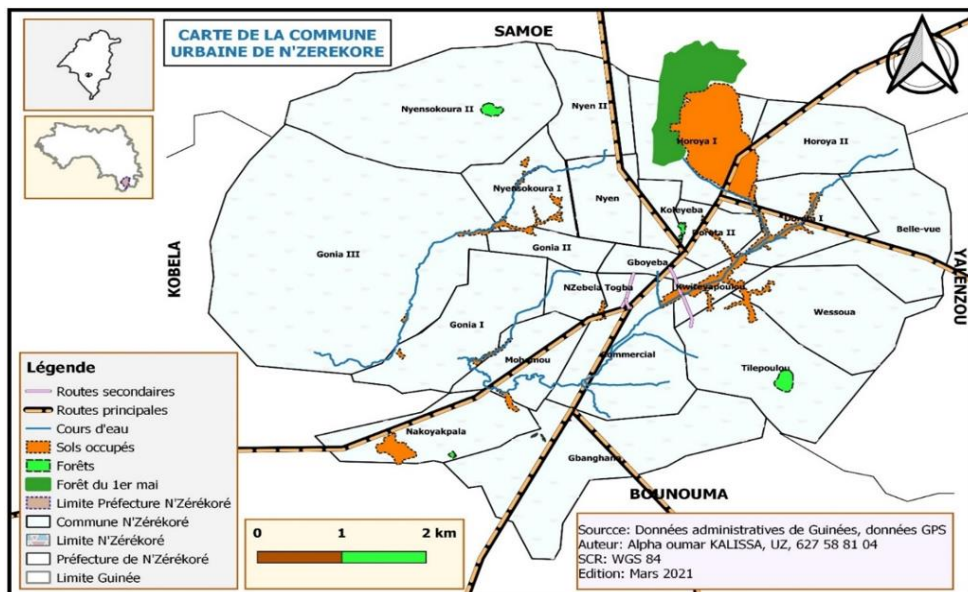 CARTE DE LA COMMUNE
URBAINE DE N'ZEREKORE
SAMOE
Nyensokoura II
Nyen II
Horoya I
Horoya II
Nyensokoura I
Nyen
Koleyeba
Dorota I
Dorota II
Belle-vue
KOBELA
YALENZOU
Gonia III
Gonia II
Gboyeba
NZebela Togba
Kwiteyapoulou
Wessoua
Gonia I
Mohomou
Commercial
Tilepoulou
Nakoyakpala
Gbanghana
BOUNOUMA
Légende
Routes secondaires
Routes principales
Cours d'eau
Sols occupés
Forêts
Forêt du 1er mai
Limite Préfecture N'Zérékoré
Commune N'Zérékoré
Limite N'Zérékoré
Préfecture de N'Zérékoré
Limite Guinée
0 1 2 km
Sourcce: Données administratives de Guinées, données GPS
Auteur: Alpha oumar KALISSA, UZ, 627 58 81 04
SCR: WGS 84
Edition: Mars 2021